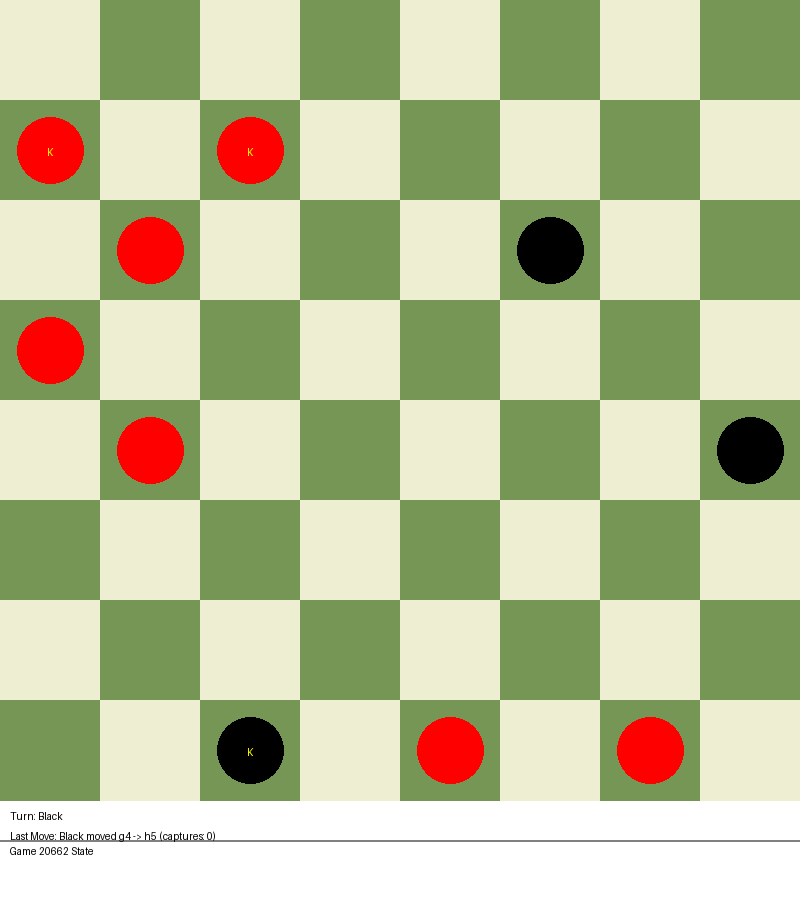 K K
K
Turn: Black
Last Move: Black moved g4 -> h5 (captures: 0)
Game 20662 State